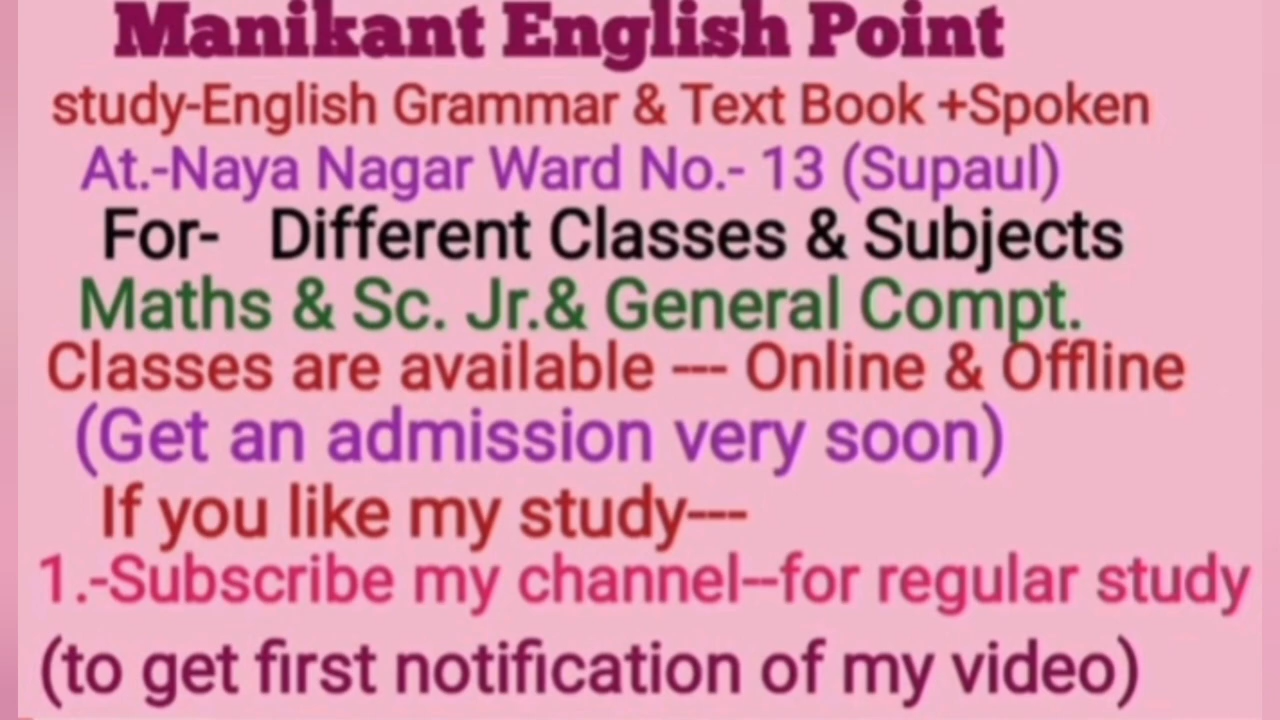 Manikant English Point
study-English Grammar & Text Book +Spoken
At.-Naya Nagar Ward No.- 13 (Supaul)
For- Different Classes & Subjects
Maths & Sc. Jr.& General Compt.
Classes are available --- Online & Offline
(Get an admission very soon)
If you like my study---
1.-Subscribe my channel--for regular study
(to get first notification of my video)